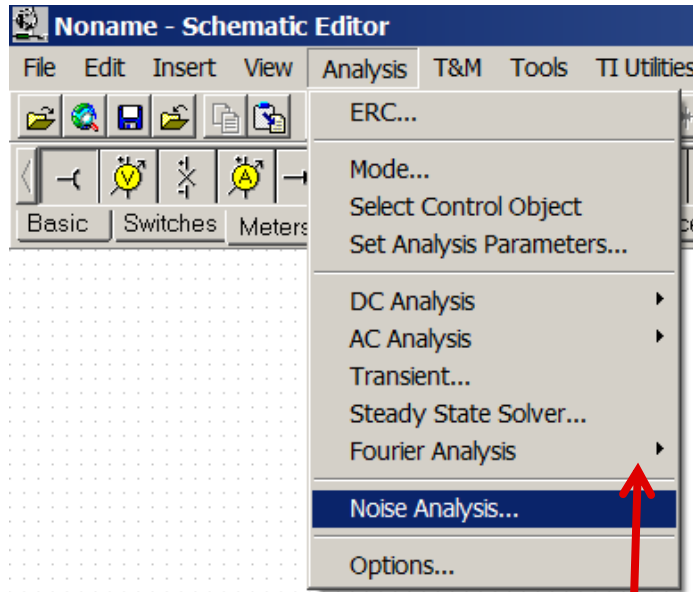 Noname - Schematic Editor
File Edit Insert View Analysis T&M Tools TI Utilities
ERC...
Mode...
Select Control Object
Set Analysis Parameters...
Basic Switches Meters
DC Analysis
AC Analysis
Transient...
Steady State Solver...
Fourier Analysis
Noise Analysis...
Options...